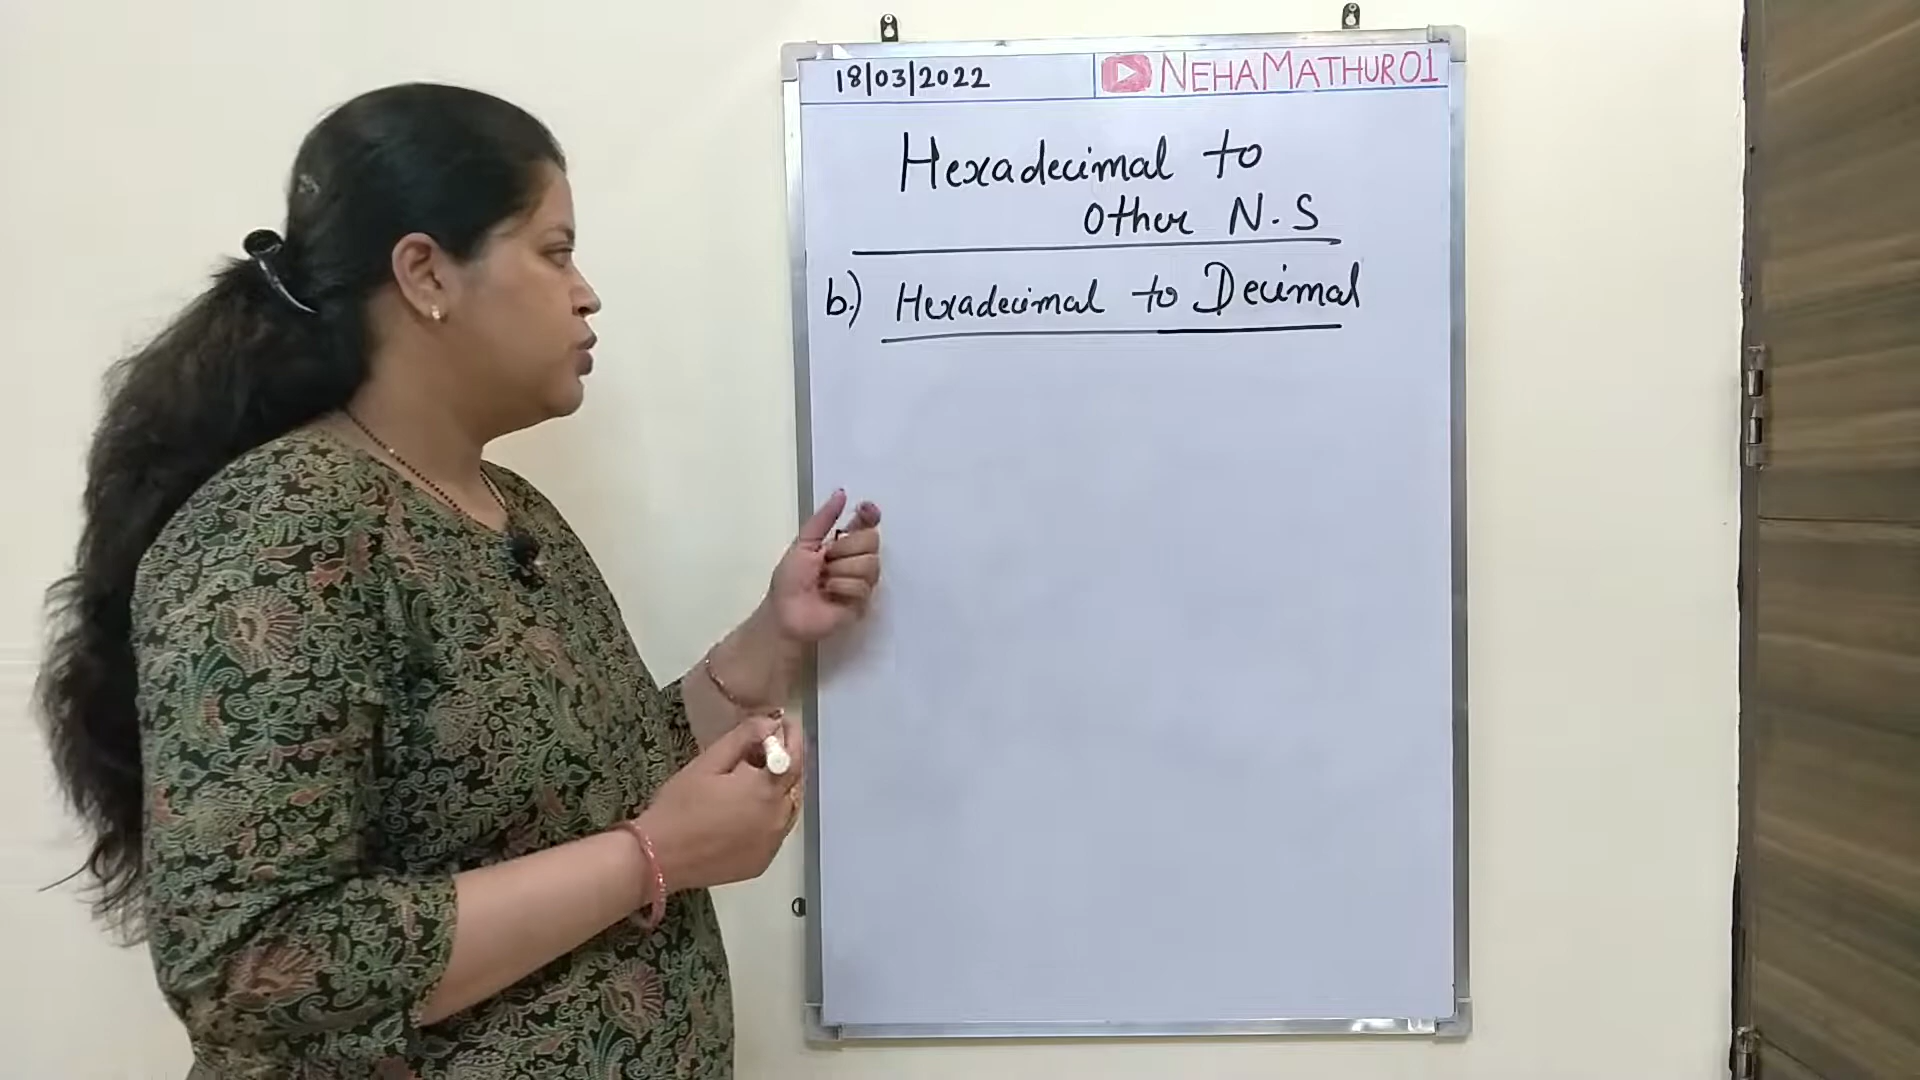 18/03/2022
NEHAMATHUR01
Hexadecimal to
other N.S
b.) Hexadecimal to Decimal